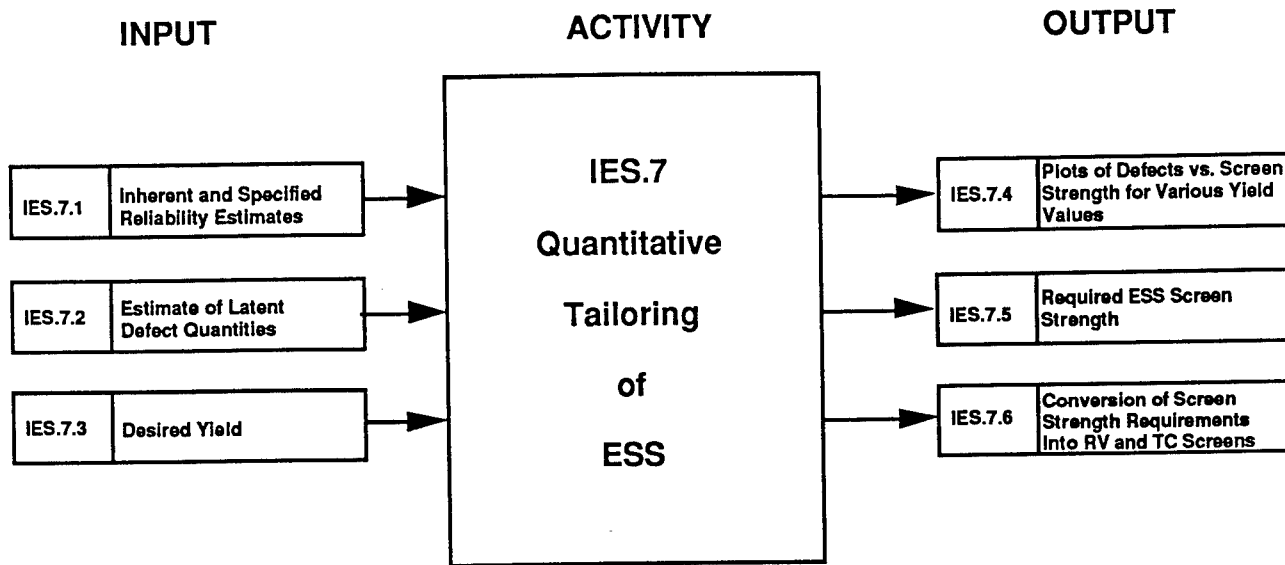 INPUT
ACTIVITY
OUTPUT
IES.7.1
Inherent and Specified
Reliability Estimates
IES.7.2
Estimate of Latent
Defect Quantities
IES.7.3
Desired Yield
IES.7
Quantitative
Tailoring
of
ESS
IES.7.4
Plots of Defects vs. Screen
Strength for Various Yield
Values
IES.7.5
Required ESS Screen
Strength
IES.7.6
Conversion of Screen
Strength Requirements
Into RV and TC Screens